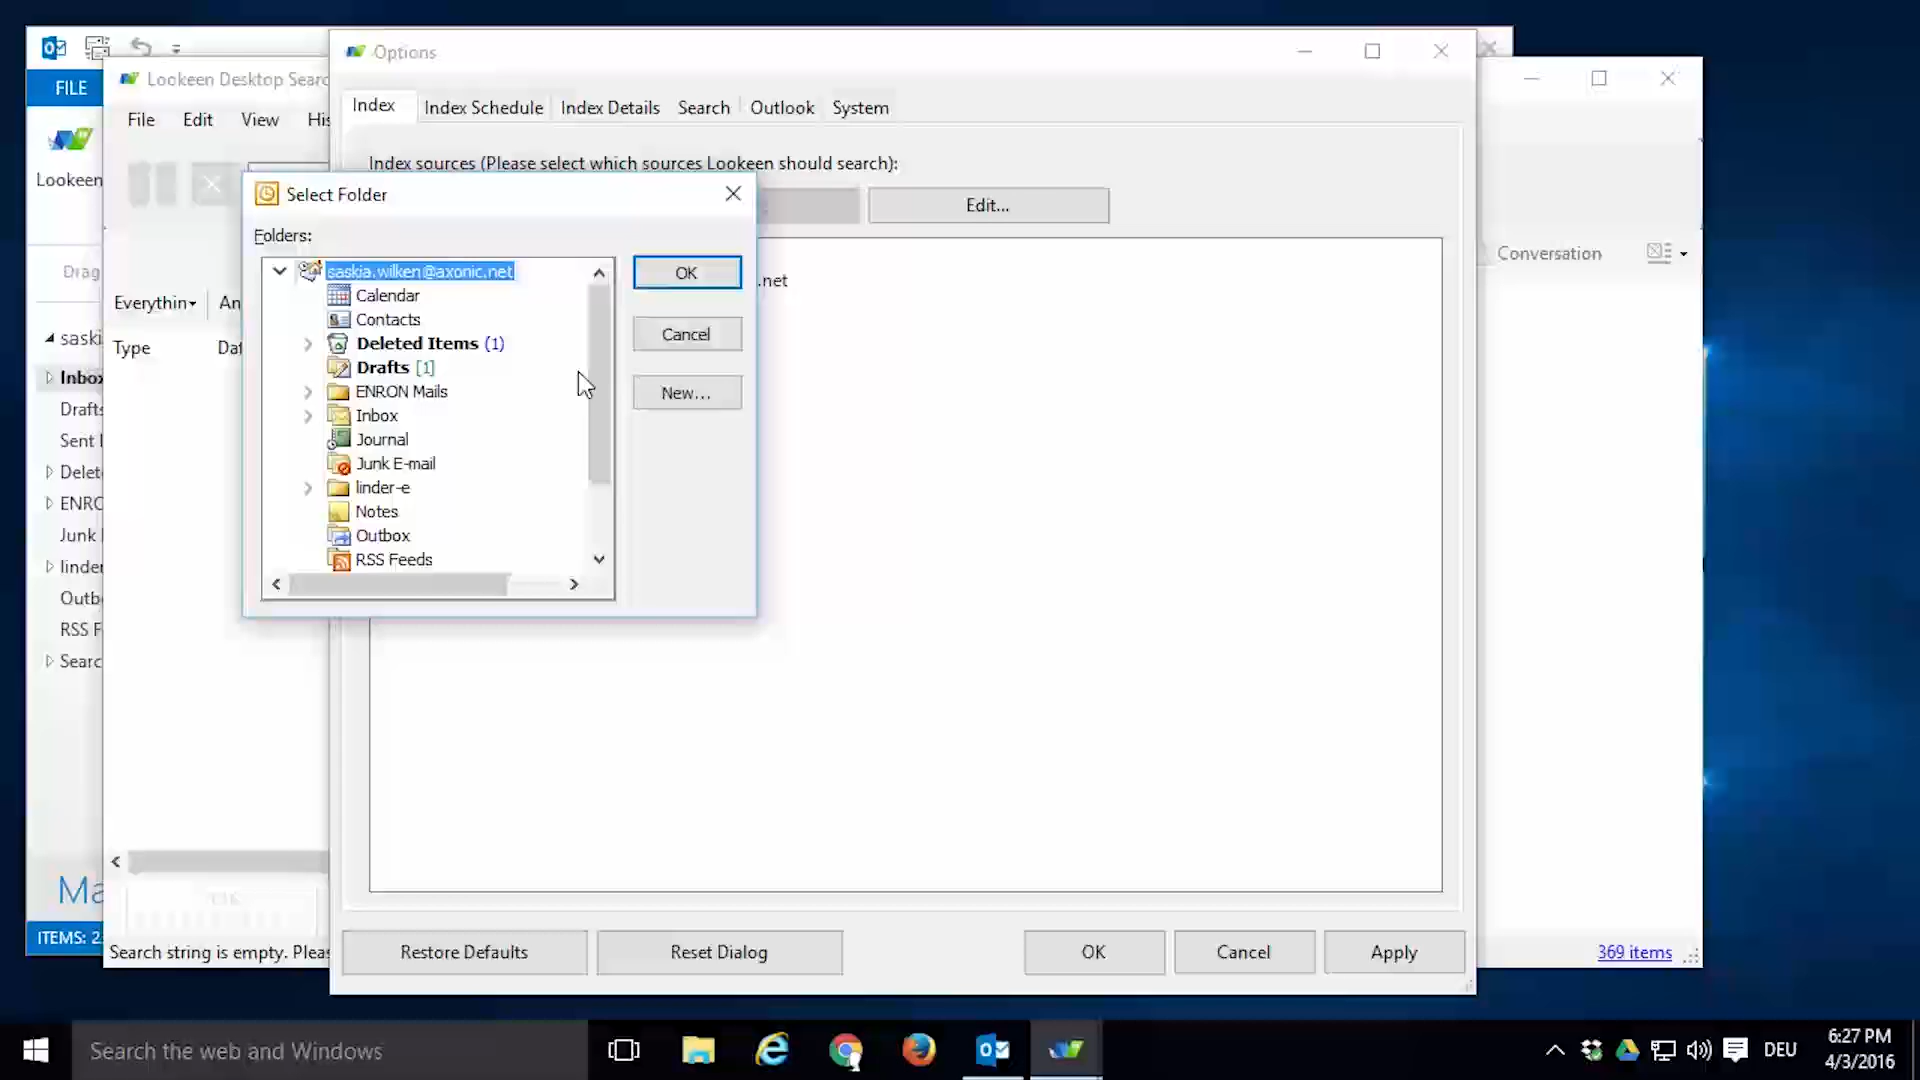 Options
Lookeen Desktop Searc
FILE
File Edit View His
Index Index Schedule Index Details Search Outlook System
Index sources (Please select which sources Lookeen should search):
Lookeen
Select Folder
Edit...
Folders:
Conversation
Drag
saskia.wilken@axonic.net
OK
.net
Calendar
Everythin An
Contacts
Cancel
saski
Type Dat
Deleted Items (1)
Drafts [1]
Inbox
ENRON Mails
New...
Drafts
Inbox
Sent I
Journal
Delet
Junk E-mail
ENRO
linder-e
Notes
Junk
Outbox
RSS Feeds
linder
Outb
RSS F
Searc
Ma
ITEMS: 2
Search string is empty. Pleas
Restore Defaults Reset Dialog OK Cancel Apply
369 items
Search the web and Windows
DEU
6:27 PM
4/3/2016